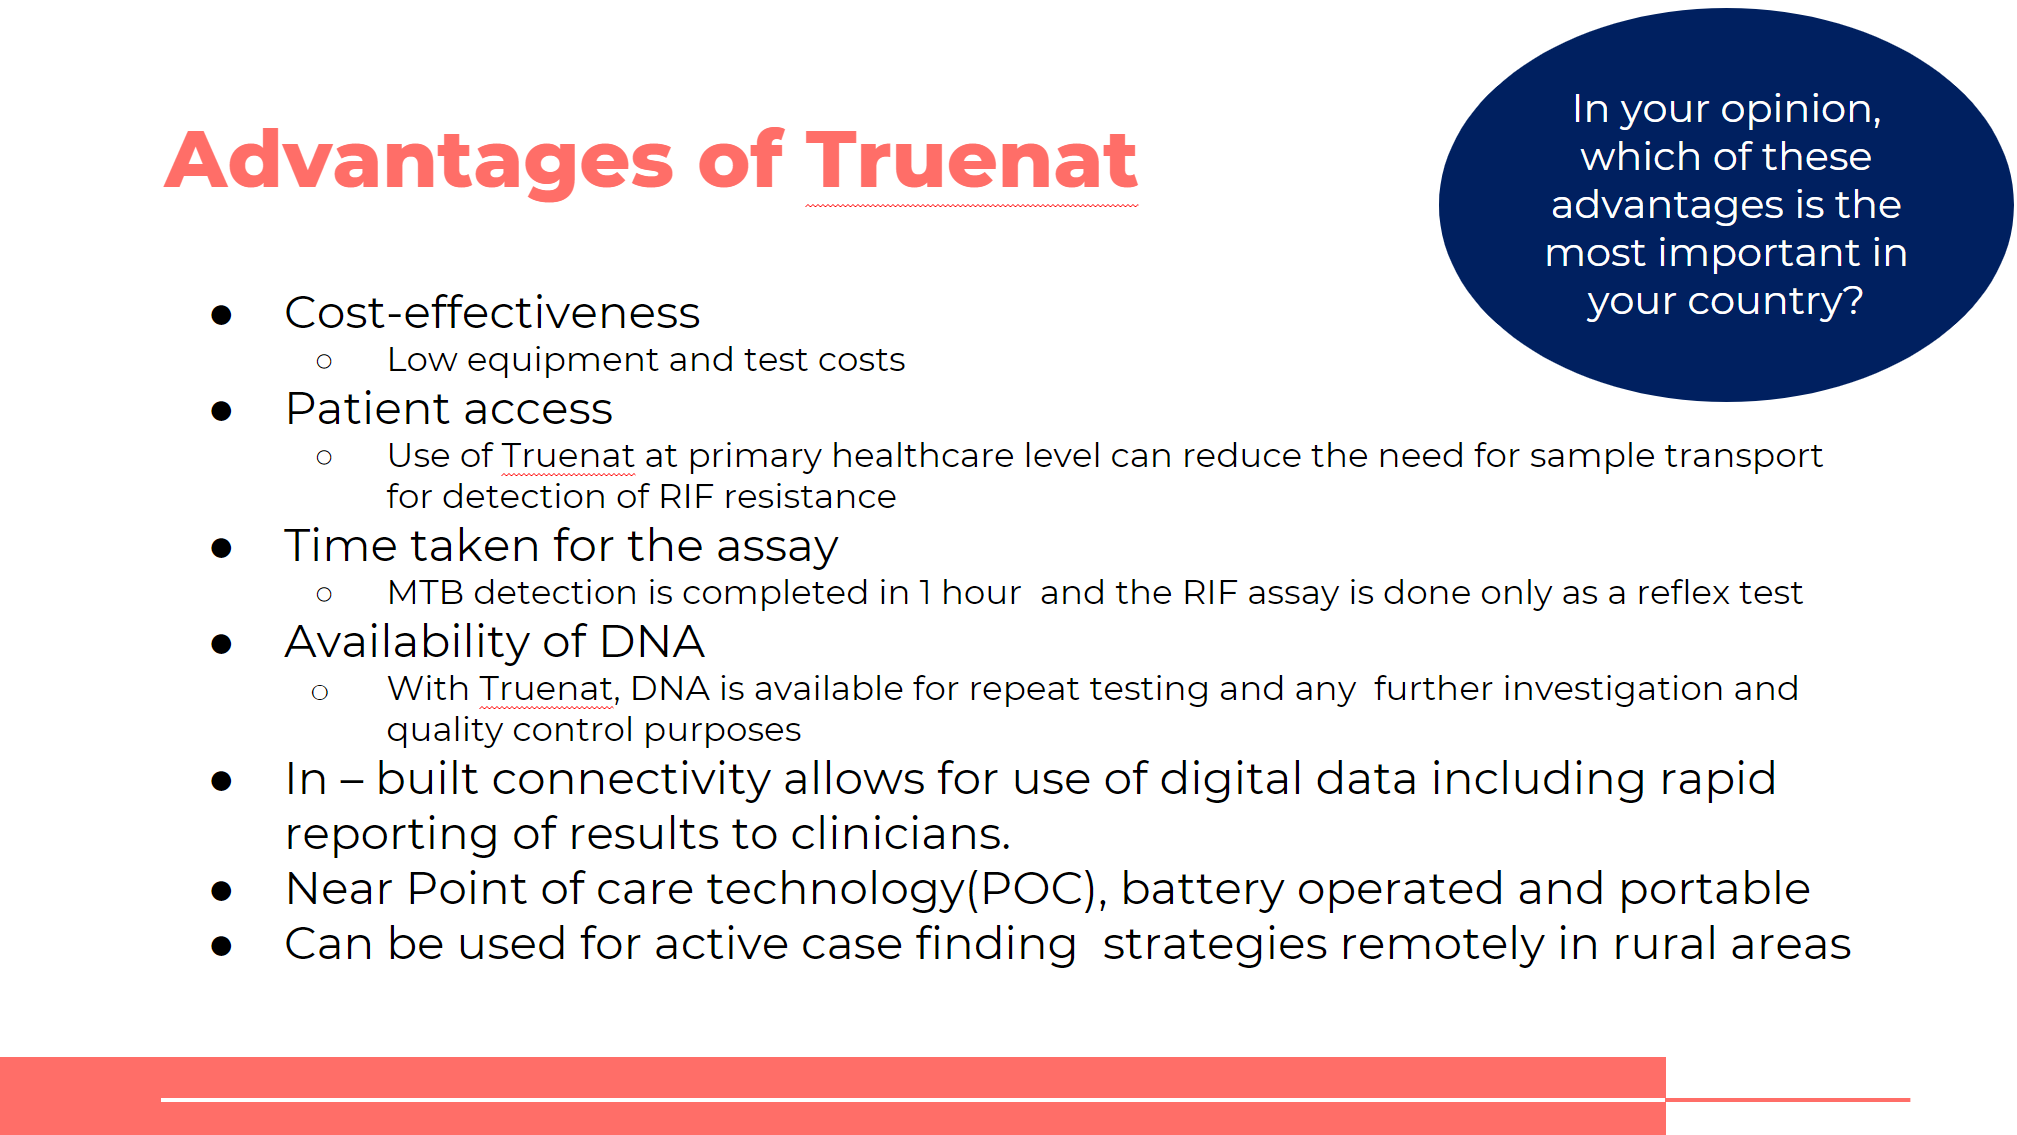 Advantages of Truenat
In your opinion,
which of these
advantages is the
most important in
your country?
● Cost-effectiveness
○ Low equipment and test costs
● Patient access
○ Use of Truenat at primary healthcare level can reduce the need for sample transport
for detection of RIF resistance
● Time taken for the assay
○ MTB detection is completed in 1 hour  and the RIF assay is done only as a reflex test
● Availability of DNA
○ With Truenat, DNA is available for repeat testing and any  further investigation and
quality control purposes
● In – built connectivity allows for use of digital data including rapid
reporting of results to clinicians.
● Near Point of care technology(POC), battery operated and portable
● Can be used for active case finding  strategies remotely in rural areas